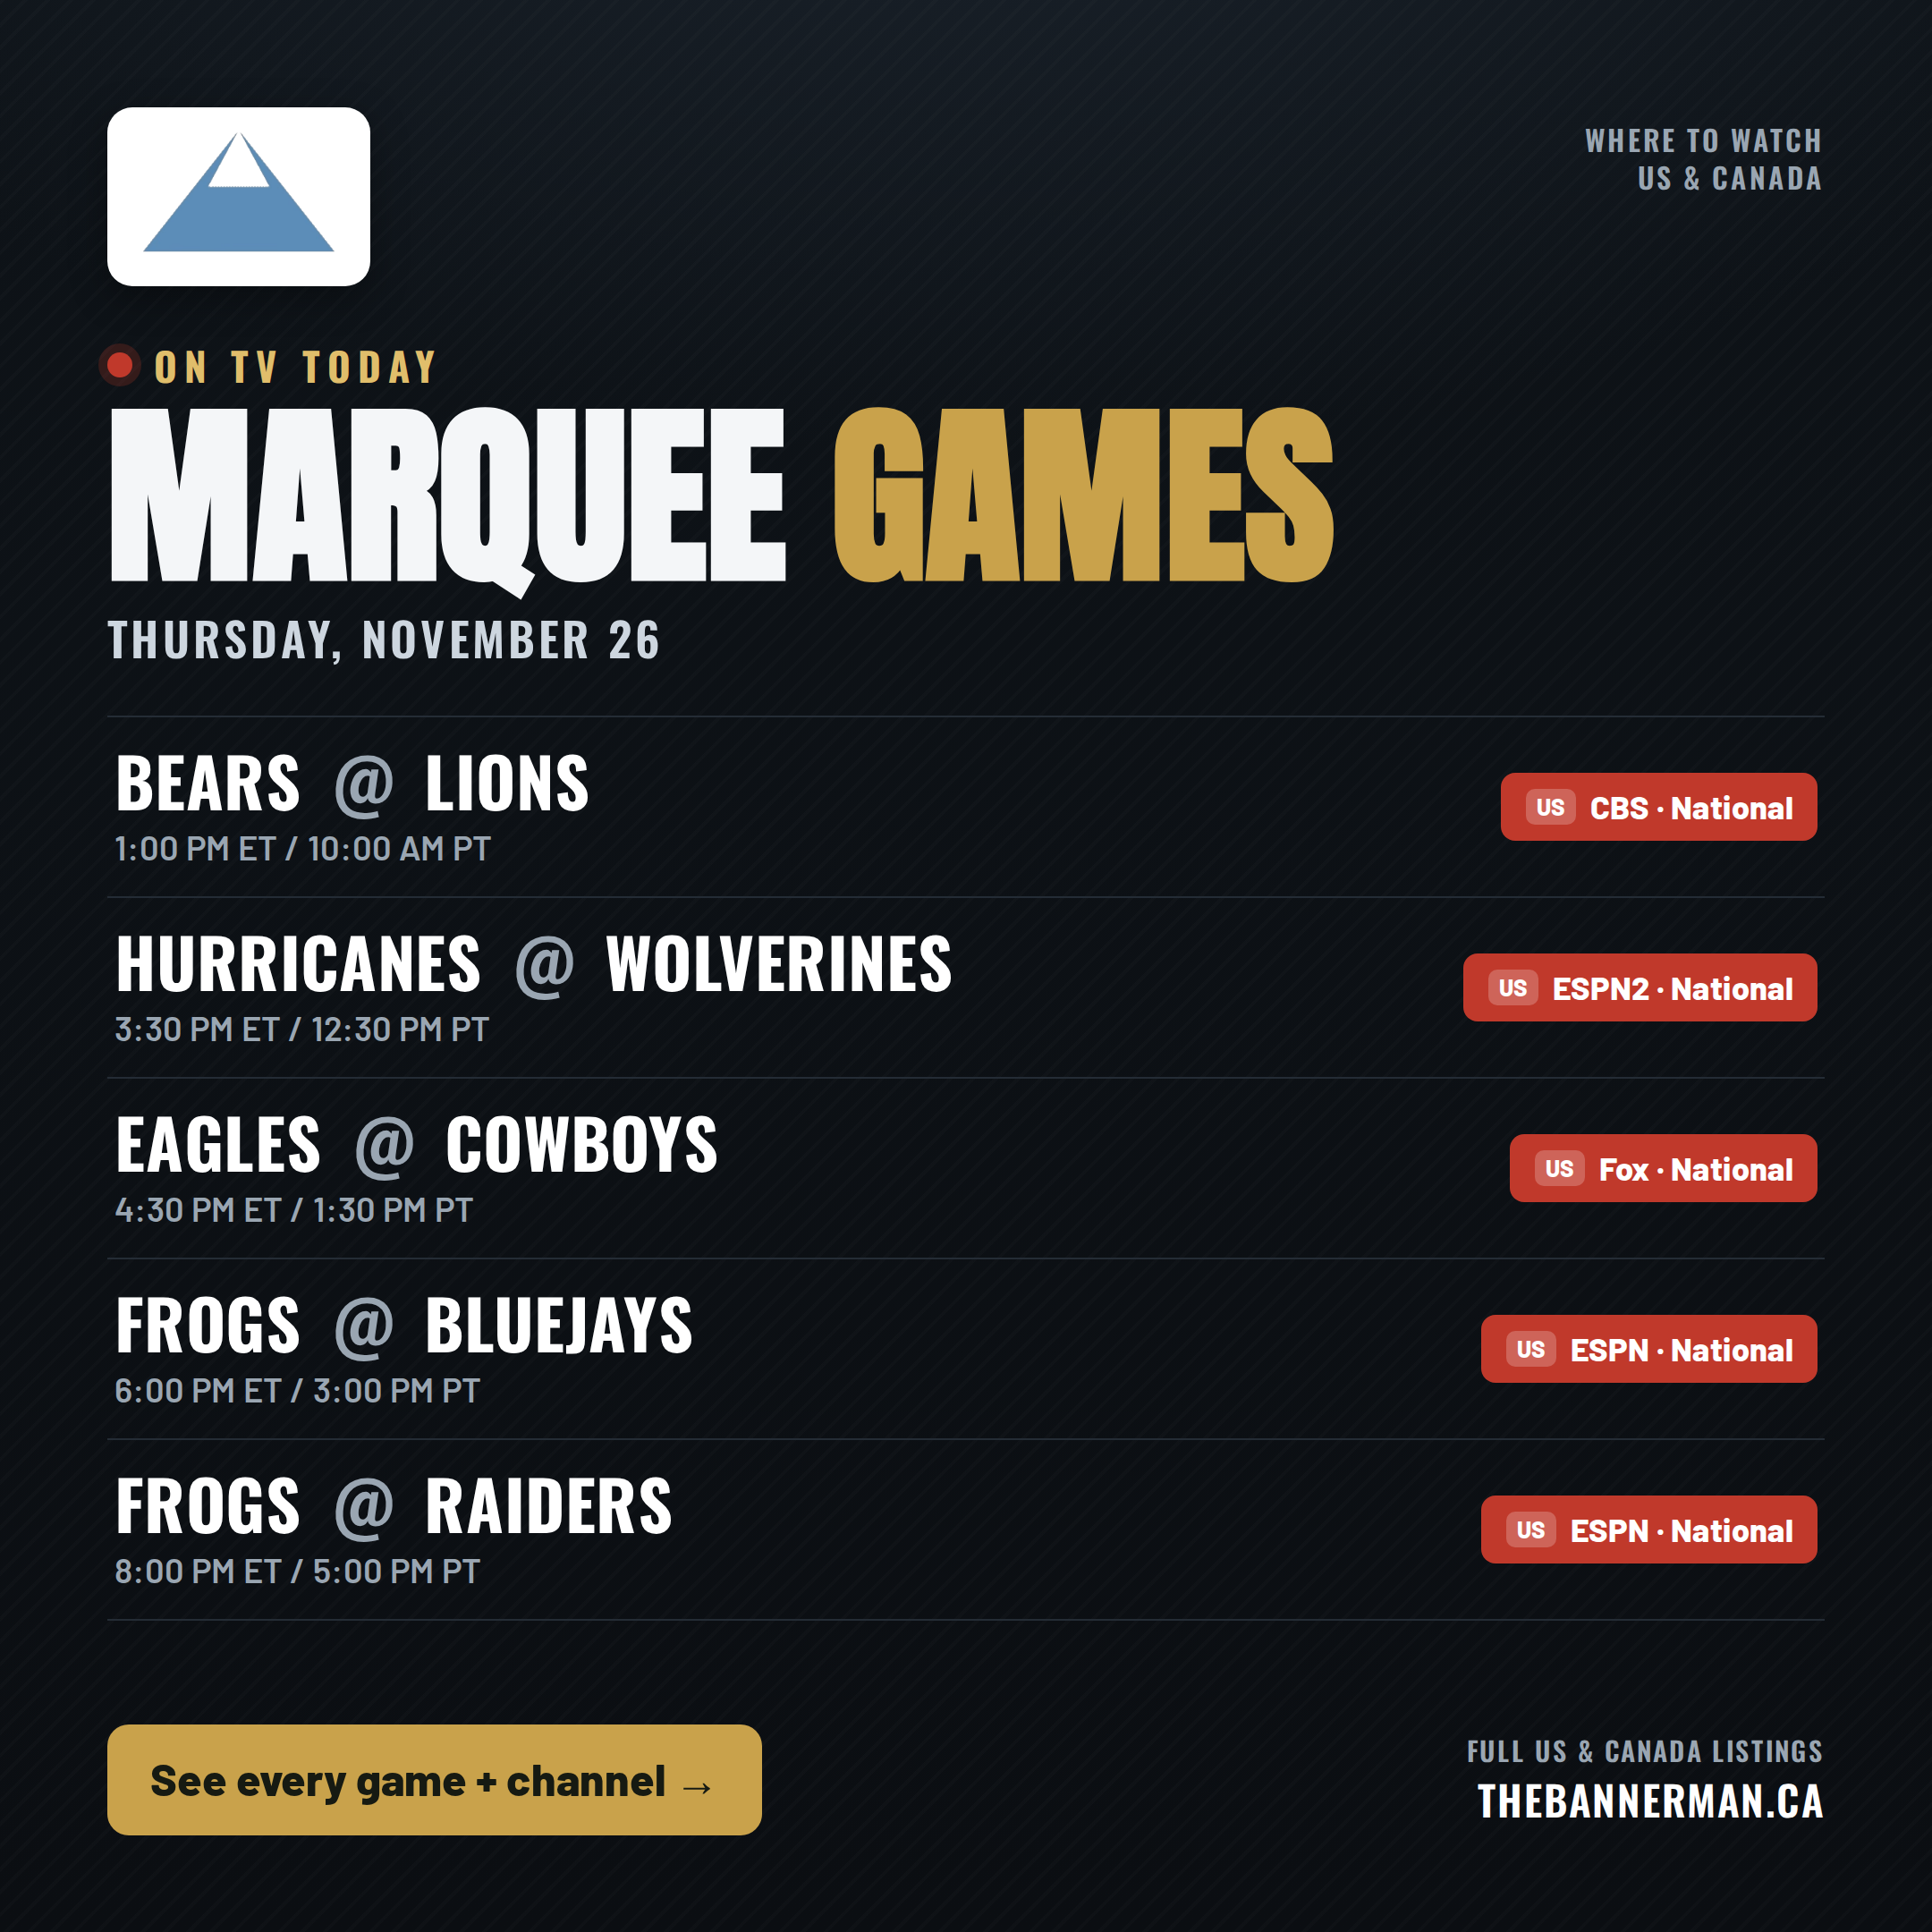 WHERE TO WATCH
US & CANADA
ON TV TODAY
MARQUEE GAMES
THURSDAY, NOVEMBER 26
BEARS @ LIONS
1:00 PM ET / 10:00 AM PT
US CBS · National
HURRICANES @ WOLVERINES
3:30 PM ET / 12:30 PM PT
US ESPN2 · National
EAGLES @ COWBOYS
4:30 PM ET / 1:30 PM PT
US Fox · National
FROGS @ BLUEJAYS
6:00 PM ET / 3:00 PM PT
US ESPN · National
FROGS @ RAIDERS
8:00 PM ET / 5:00 PM PT
US ESPN · National
See every game + channel →
FULL US & CANADA LISTINGS
THEBANNERMAN.CA